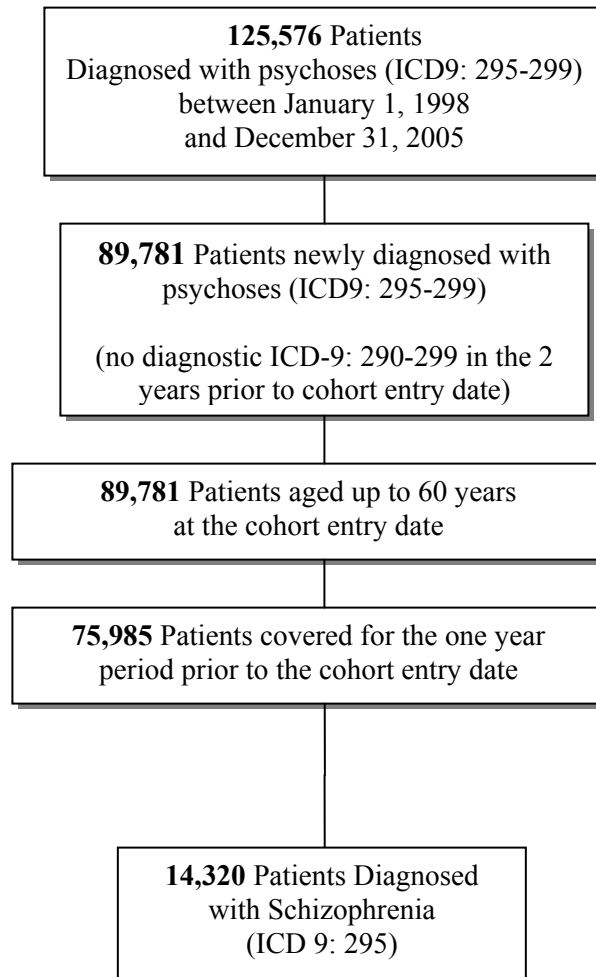 125,576 Patients
Diagnosed with psychoses (ICD9: 295-299)
between January 1, 1998
and December 31, 2005
89,781 Patients newly diagnosed with
psychoses (ICD9: 295-299)
(no diagnostic ICD-9: 290-299 in the 2
years prior to cohort entry date)
89,781 Patients aged up to 60 years
at the cohort entry date
75,985 Patients covered for the one year
period prior to the cohort entry date
14,320 Patients Diagnosed
with Schizophrenia
(ICD 9: 295)